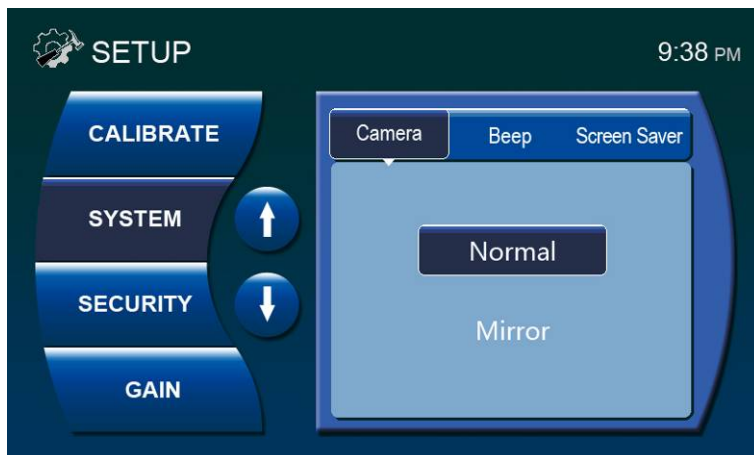 SETUP
9:38 PM
CALIBRATE
SYSTEM
SECURITY
GAIN
Camera
Beep
Screen Saver
Normal
Mirror